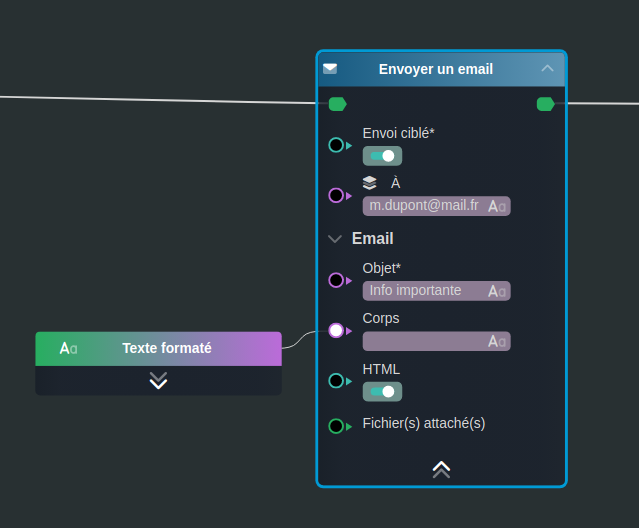 Envoyer un email
Envoi ciblé*
À
m.dupont@mail.fr Aa
Email
Objet*
Info importante Aa
Corps
Aa
Aa Texte formaté
HTML
Fichier(s) attaché(s)